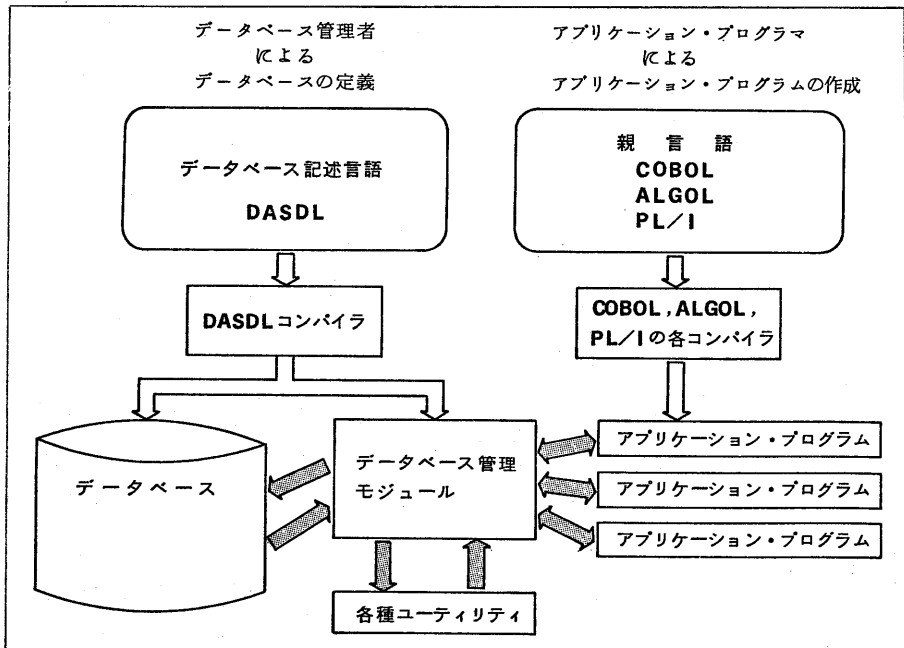 データベース管理者
による
データベースの定義
データベース記述言語
DASDL
DASDLコンパイラ
アプリケーション・プログラマ
による
アプリケーション・プログラムの作成
親言語
COBOL
ALGOL
PL/I
COBOL,ALGOL,
PL/Iの各コンパイラ
データベース
データベース管理
モジュール
アプリケーション・プログラム
アプリケーション・プログラム
アプリケーション・プログラム
各種ユーティリティ